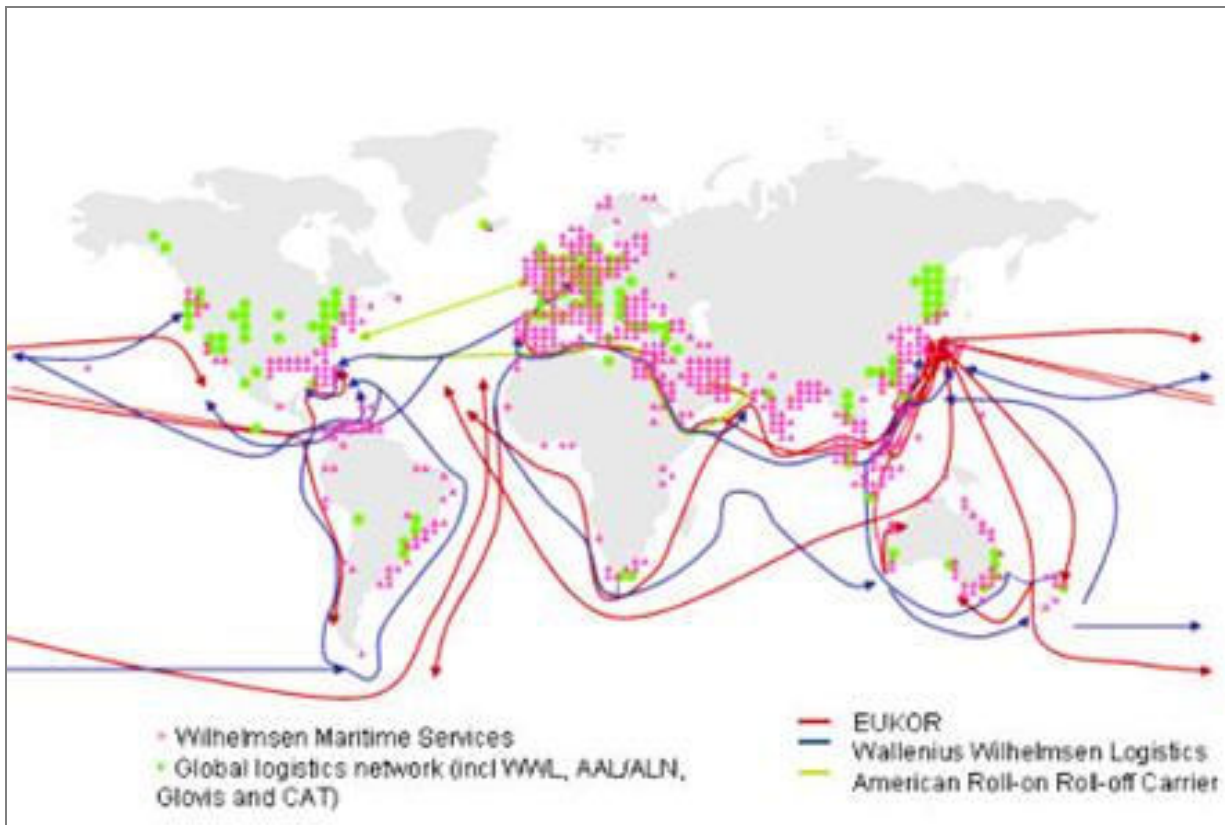 Wilhelmsen Maritime Services
Global logistics network (incl WWL, AAL/ALN,
Glovis and CAT)
EUKOR
Wallenius Wilhelmsen Logistics
American Roll-on Roll-off Carrier